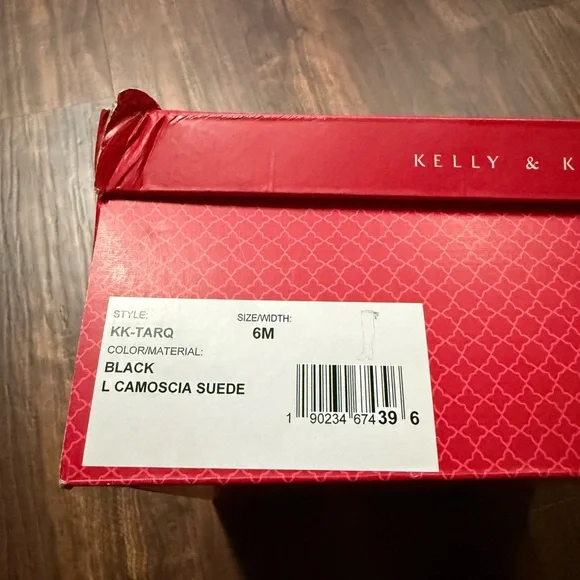 KELLY & K
STYLE: SIZE/WIDTH:
KK-TARQ 6M
COLOR/MATERIAL:
BLACK
L CAMOSCIA SUEDE
1 90234 67439 6